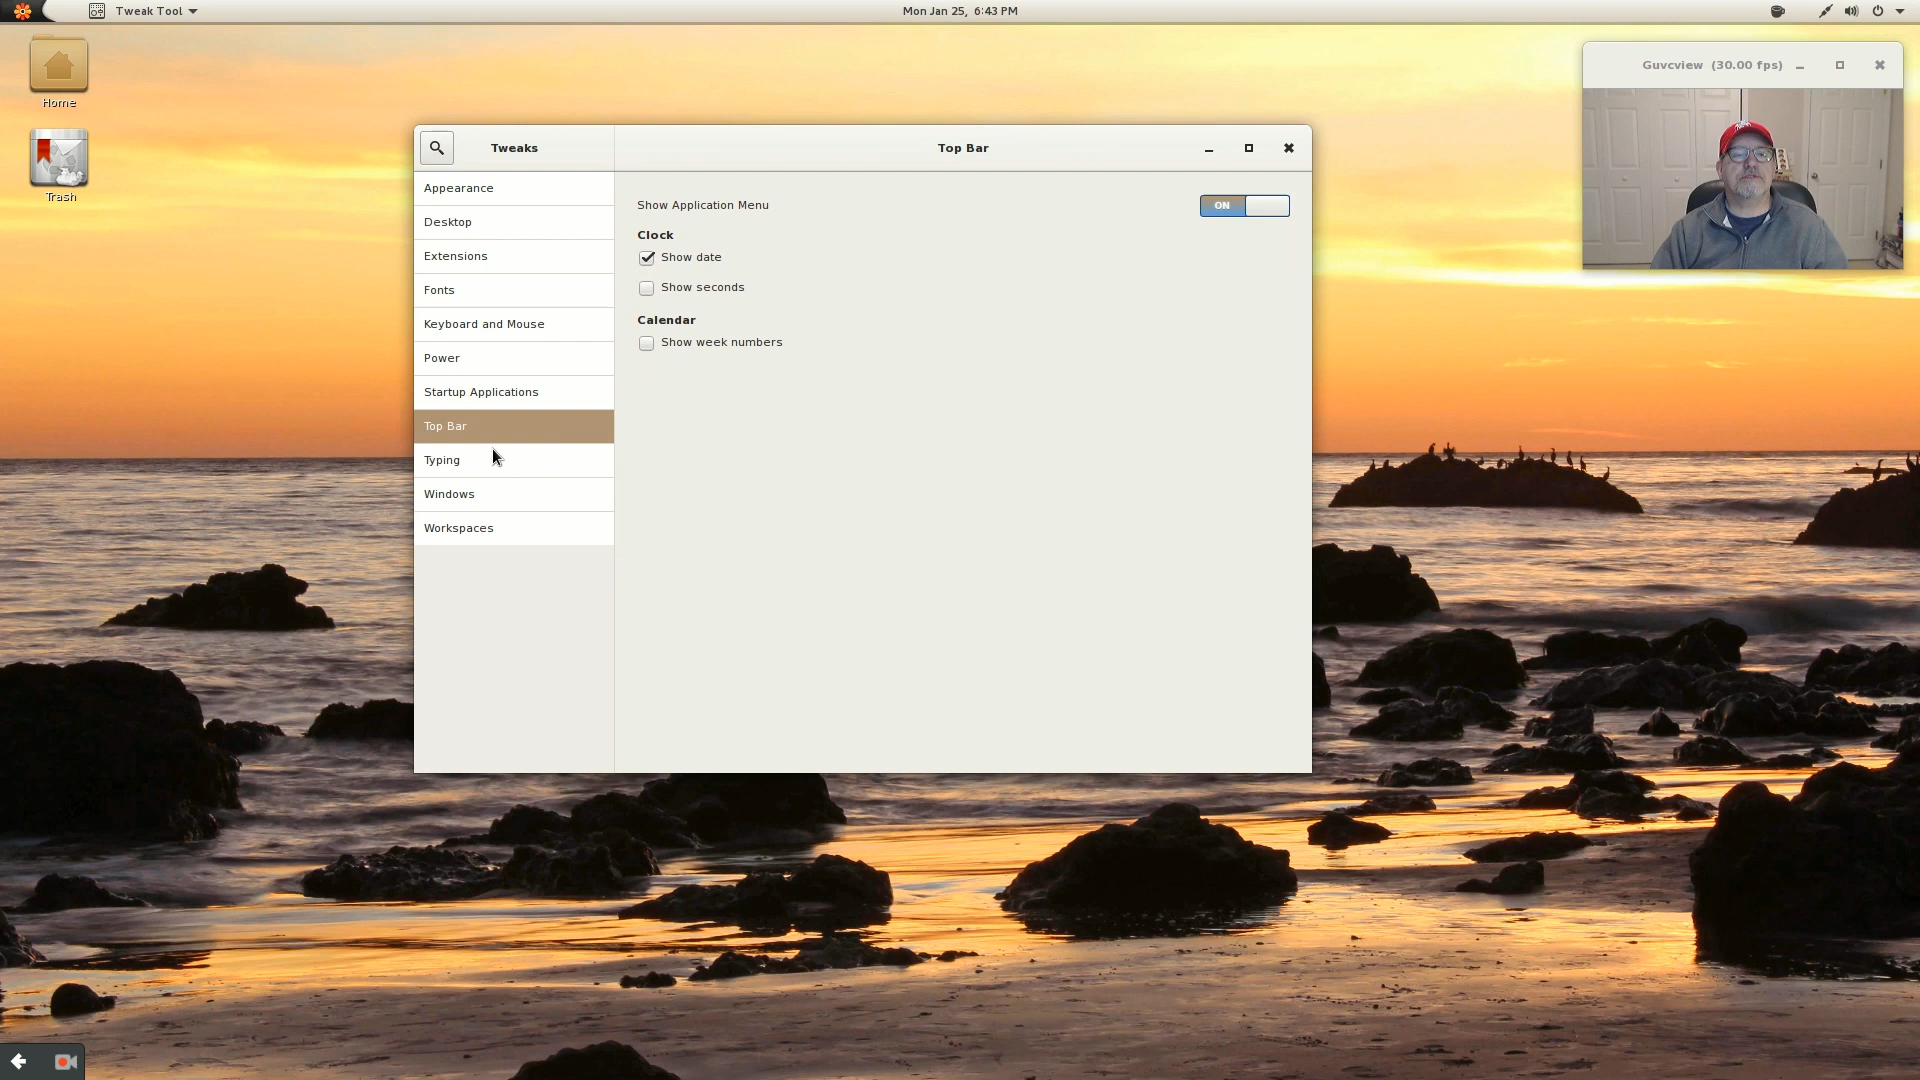 Tweak Tool
Mon Jan 25, 6:43 PM
Home
Trash
Guvcview (30.00 fps)
Tweaks
Top Bar
Appearance
Desktop
Extensions
Fonts
Keyboard and Mouse
Power
Startup Applications
Top Bar
Typing
Windows
Workspaces
Show Application Menu
ON
Clock
Show date
Show seconds
Calendar
Show week numbers